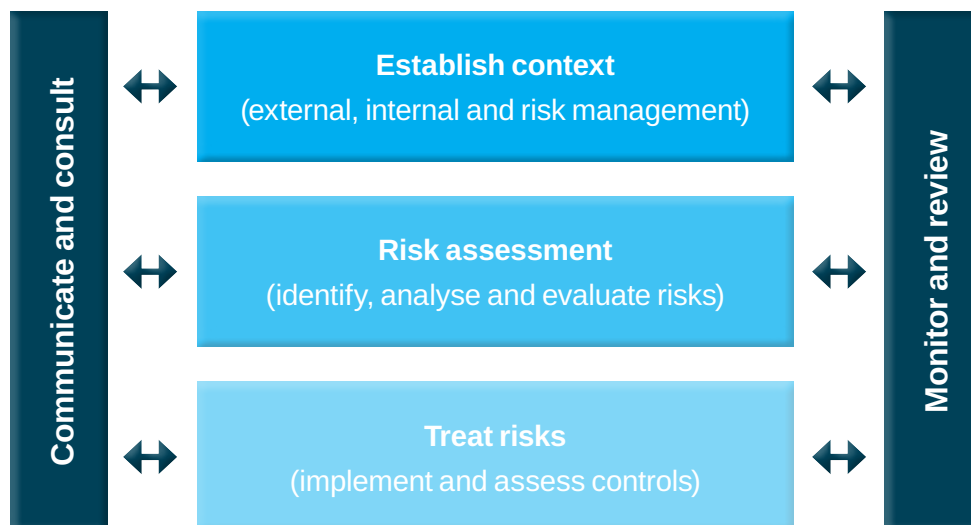 Communicate and consult
Establish context
(external, internal and risk management)
Risk assessment
(identify, analyse and evaluate risks)
Treat risks
(implement and assess controls)
Monitor and review